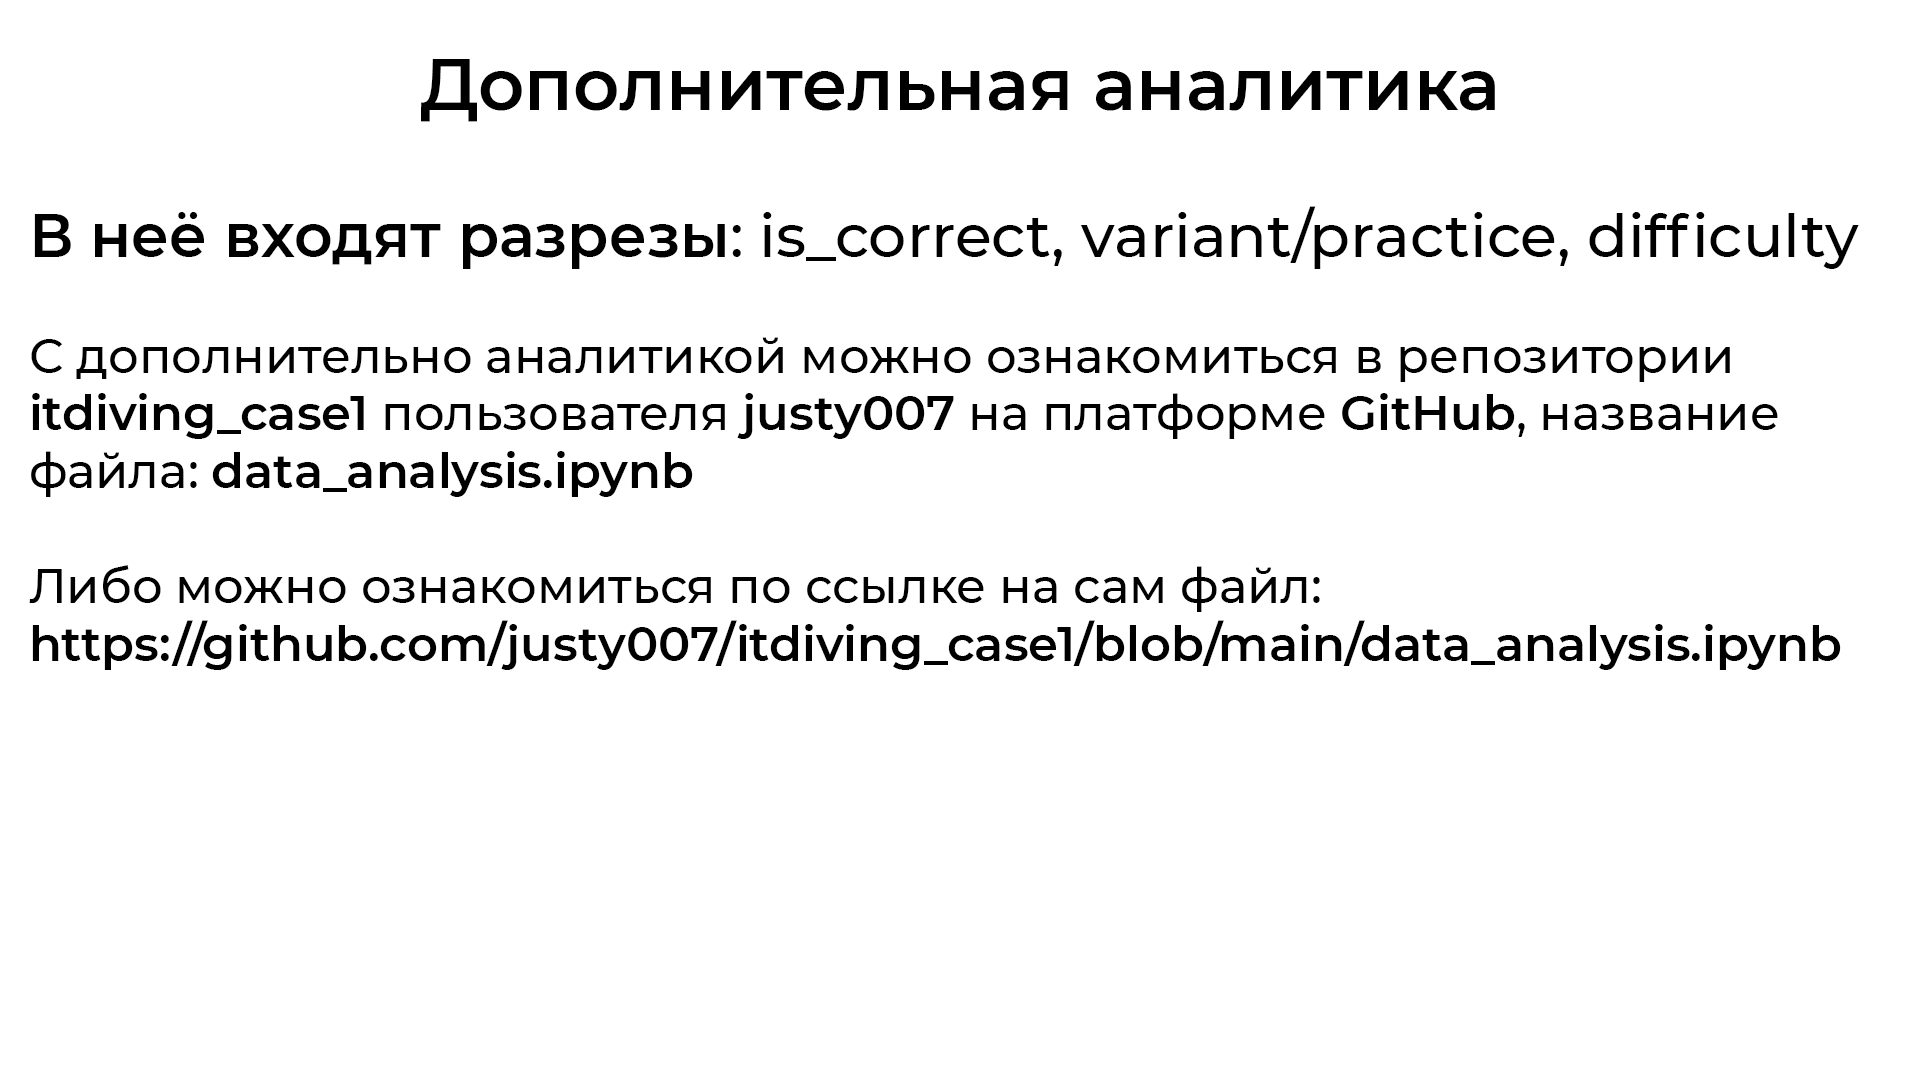 Дополнительная аналитика
В неё входят разрезы: is_correct, variant/practice, difficulty
С дополнительно аналитикой можно ознакомиться в репозитории
itdiving_case1 пользователя justy007 на платформе GitHub, название
файла: data_analysis.ipynb
Либо можно ознакомиться по ссылке на сам файл:
https://github.com/justy007/itdiving_case1/blob/main/data_analysis.ipynb